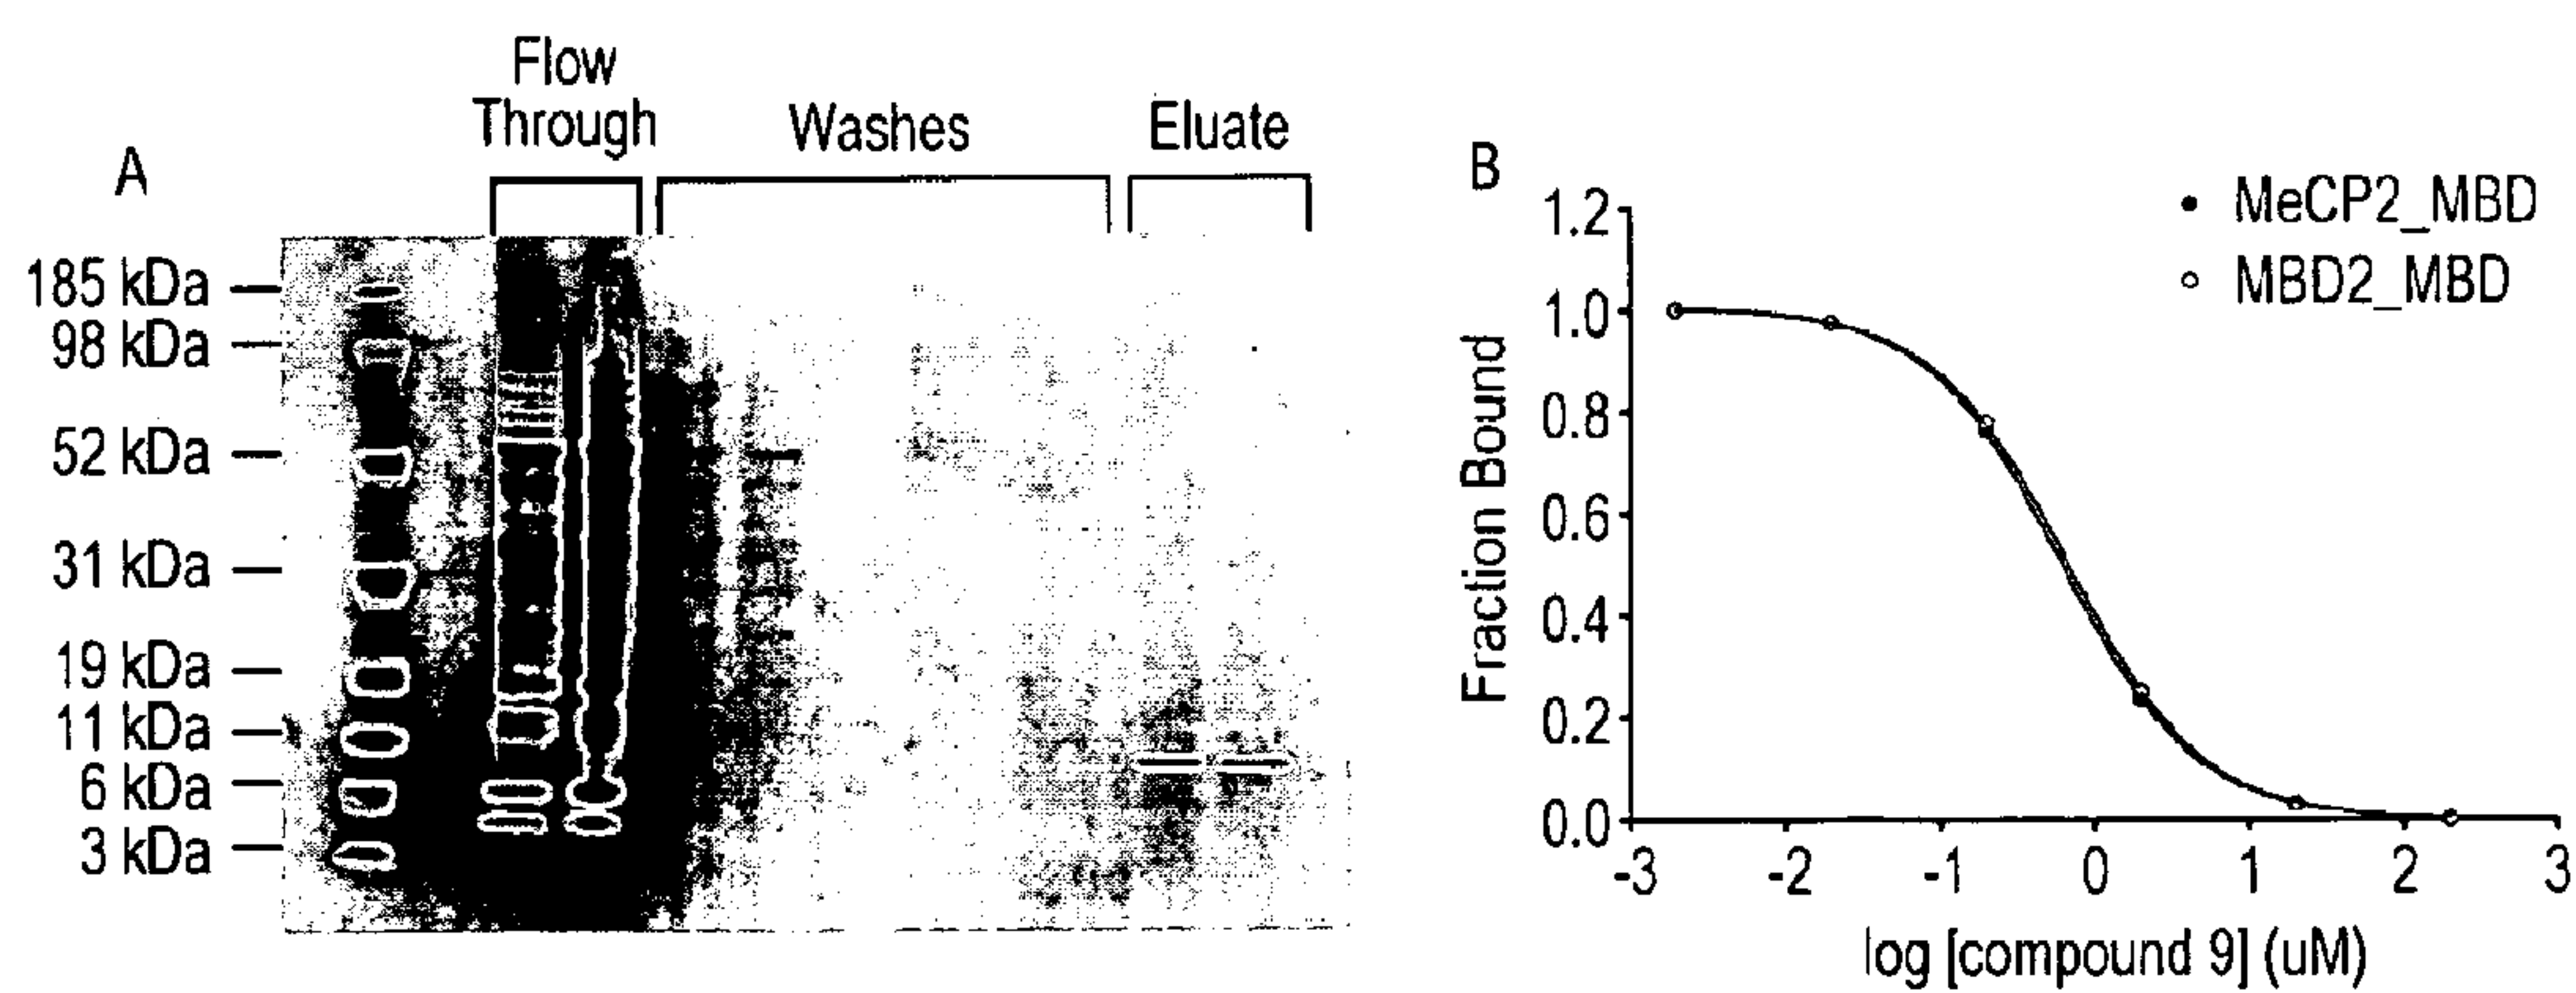 A
Flow
Through
Washes
Eluate
185 kDa
98 kDa
52 kDa
31 kDa
19 kDa
11 kDa
6 kDa
3 kDa
B
MeCP2_MBD
MBD2_MBD
Fraction Bound
1.2
1.0
0.8
0.6
0.4
0.2
0.0
-3 -2 -1 0 1 2 3
log [compound 9] (uM)